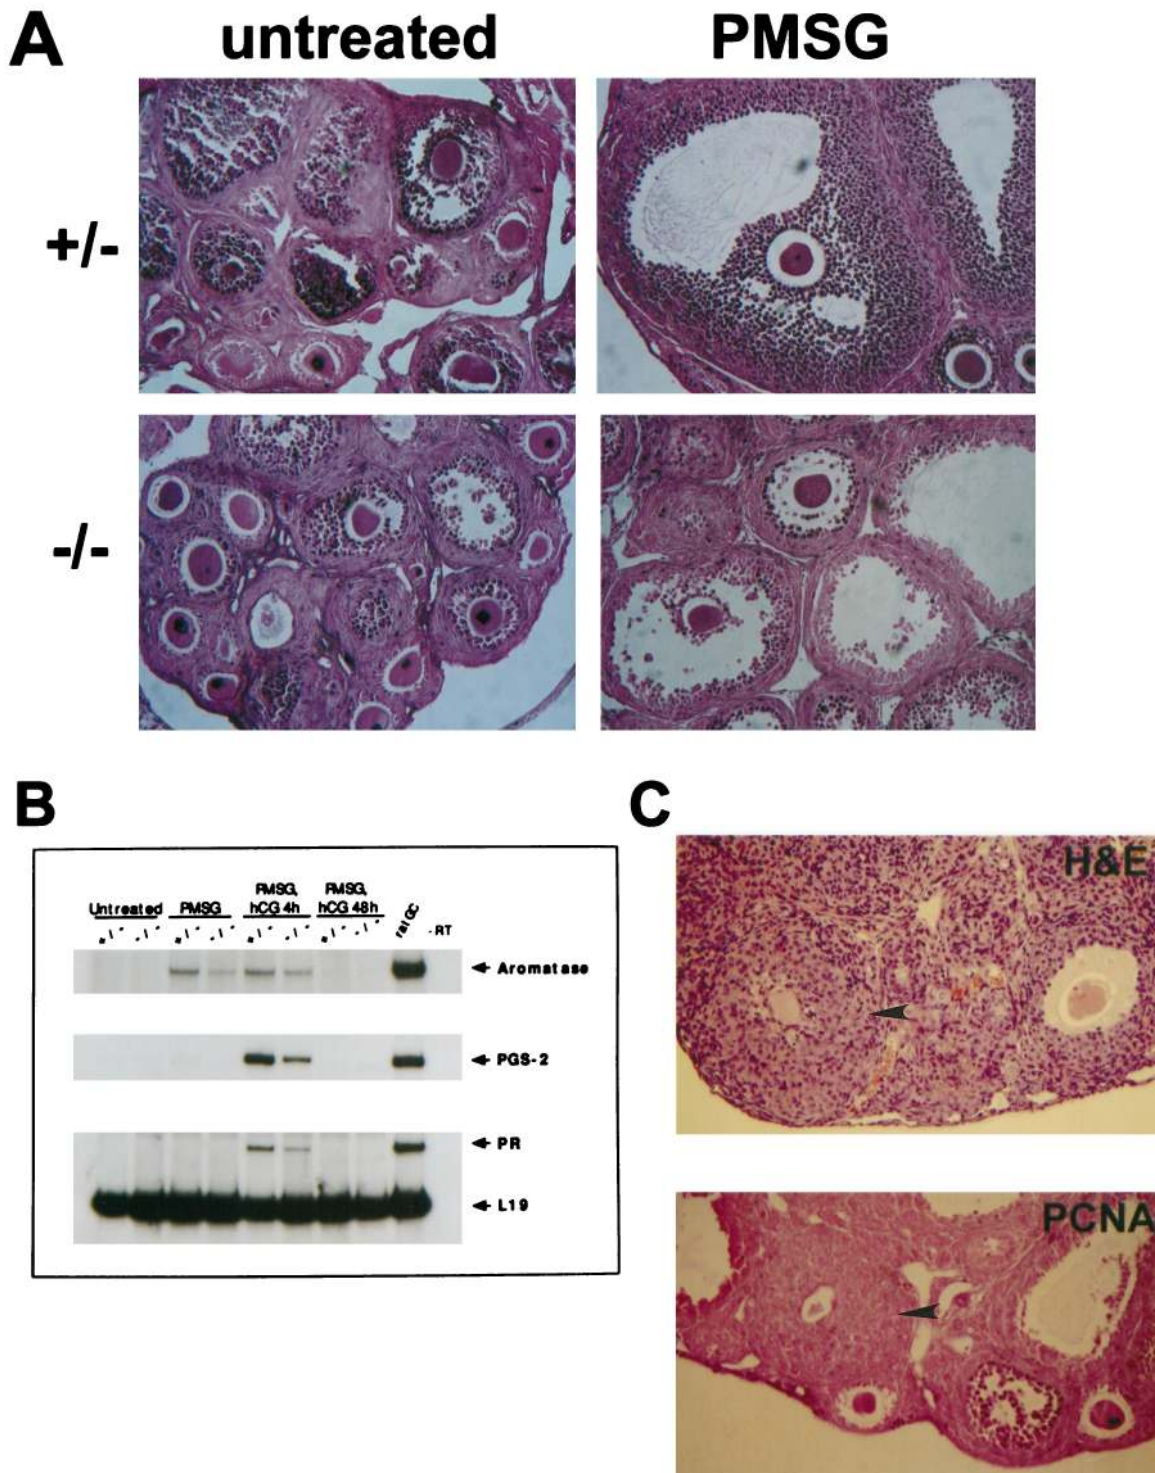 A
untreated PMSG
+/-
-/-
B
C
PMSG, PMSG,
Untreated PMSG hCG 4h hCG 48h rat GC - RT
+/- -/- +/- -/- +/- -/- +/- -/-
Aromatase
PGS-2
PR
L19
H&E
PCNA